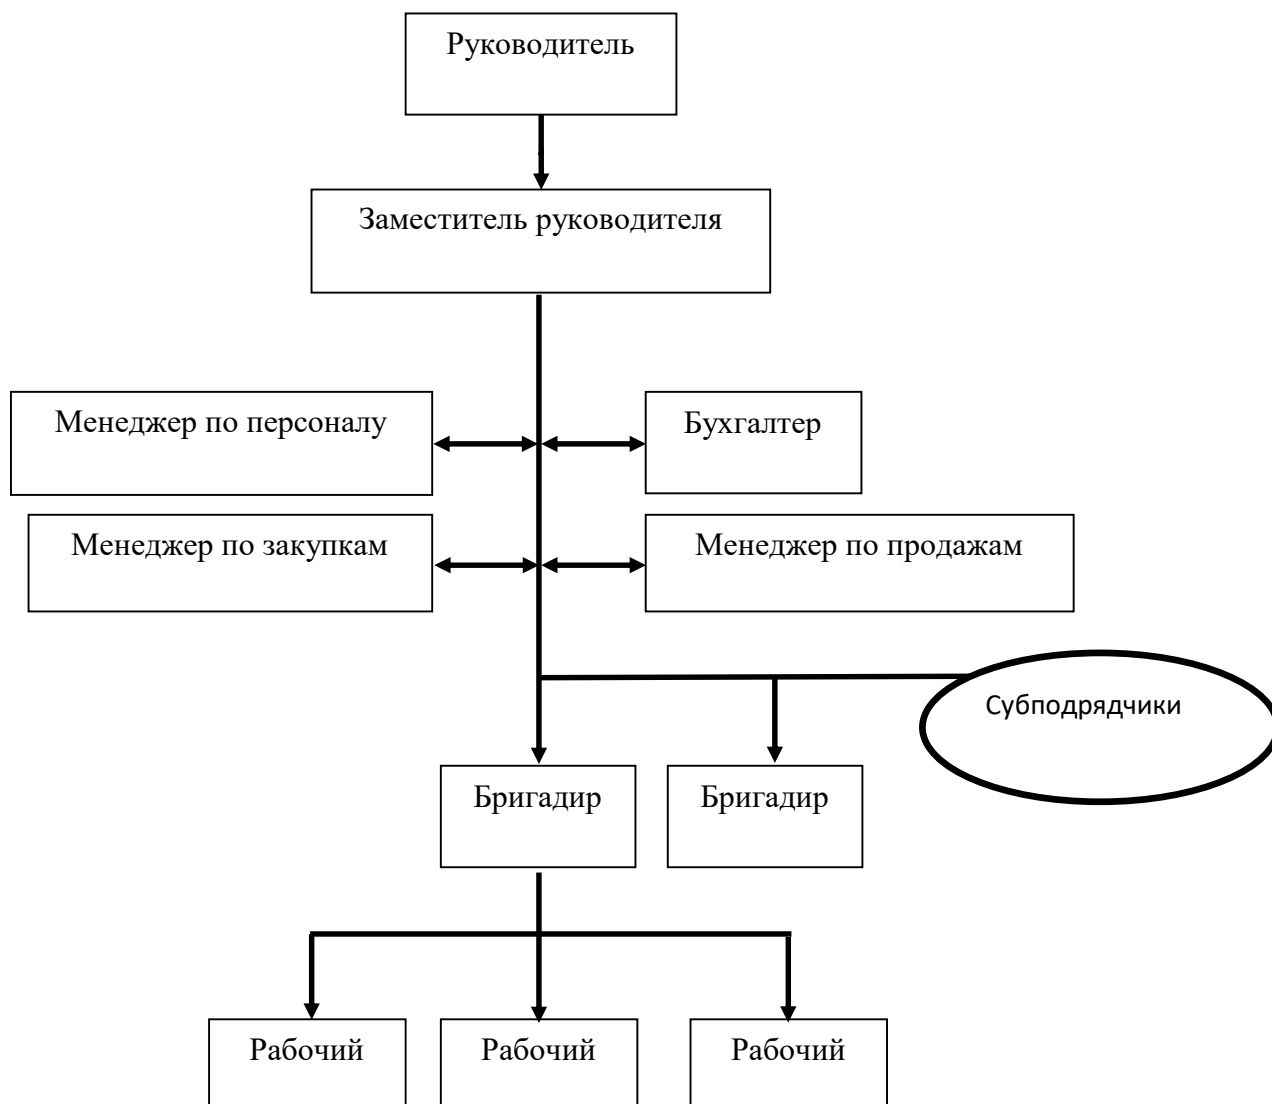 Руководитель
Заместитель руководителя
Менеджер по персоналу
Бухгалтер
Менеджер по закупкам
Менеджер по продажам
Субподрядчики
Бригадир
Бригадир
Рабочий
Рабочий
Рабочий